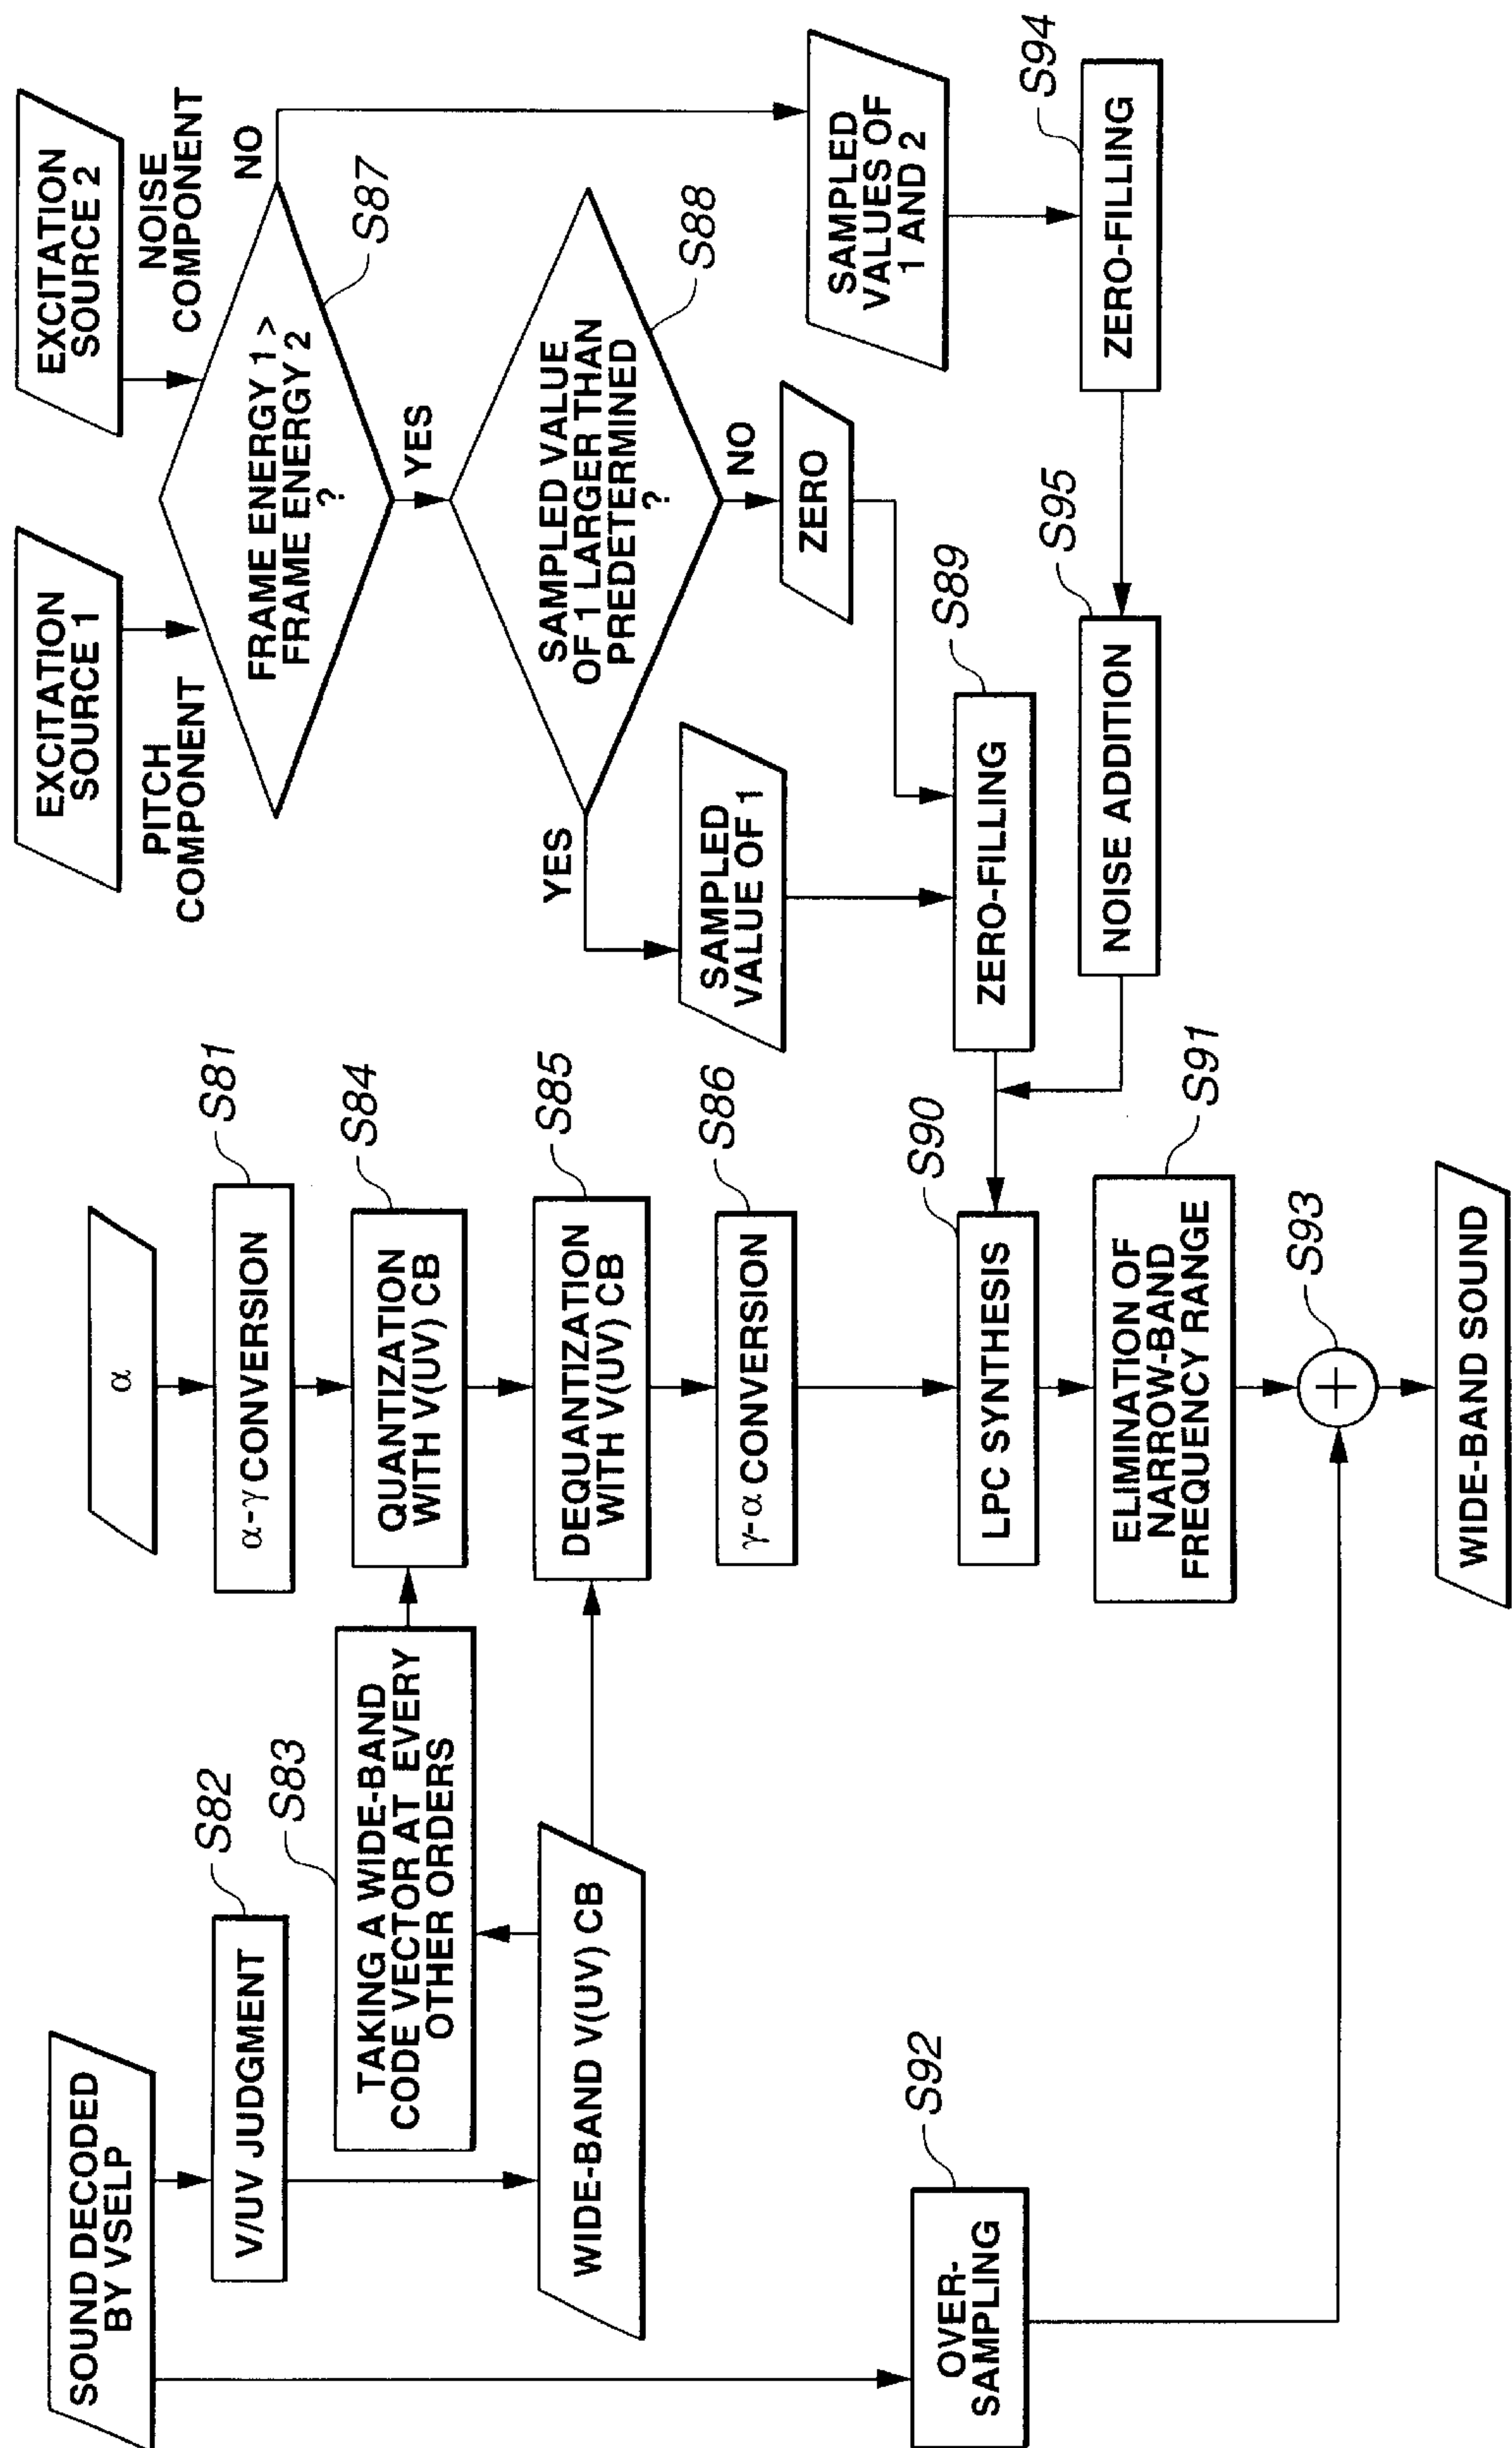 SOUND DECODED
BY VSELP
S82
V/UV JUDGMENT
S83
TAKING A WIDE-BAND
CODE VECTOR AT EVERY
OTHER ORDERS
WIDE-BAND V(UV) CB
S92
OVER-
SAMPLING
α
S81
α-γ CONVERSION
S84
QUANTIZATION
WITH V(UV) CB
S85
DEQUANTIZATION
WITH V(UV) CB
S86
γ-α CONVERSION
S90
LPC SYNTHESIS
S91
ELIMINATION OF
NARROW-BAND
FREQUENCY RANGE
S93
+
WIDE-BAND SOUND
EXCITATION
SOURCE 1
PITCH
COMPONENT
EXCITATION
SOURCE 2
NOISE
COMPONENT
FRAME ENERGY 1 >
FRAME ENERGY 2
?
NO
S87
YES
SAMPLED VALUE
OF 1 LARGER THAN
PREDETERMINED
?
S88
YES
NO
SAMPLED
VALUE OF 1
ZERO
SAMPLED
VALUES OF
1 AND 2
S89
ZERO-FILLING
S94
ZERO-FILLING
S95
NOISE ADDITION